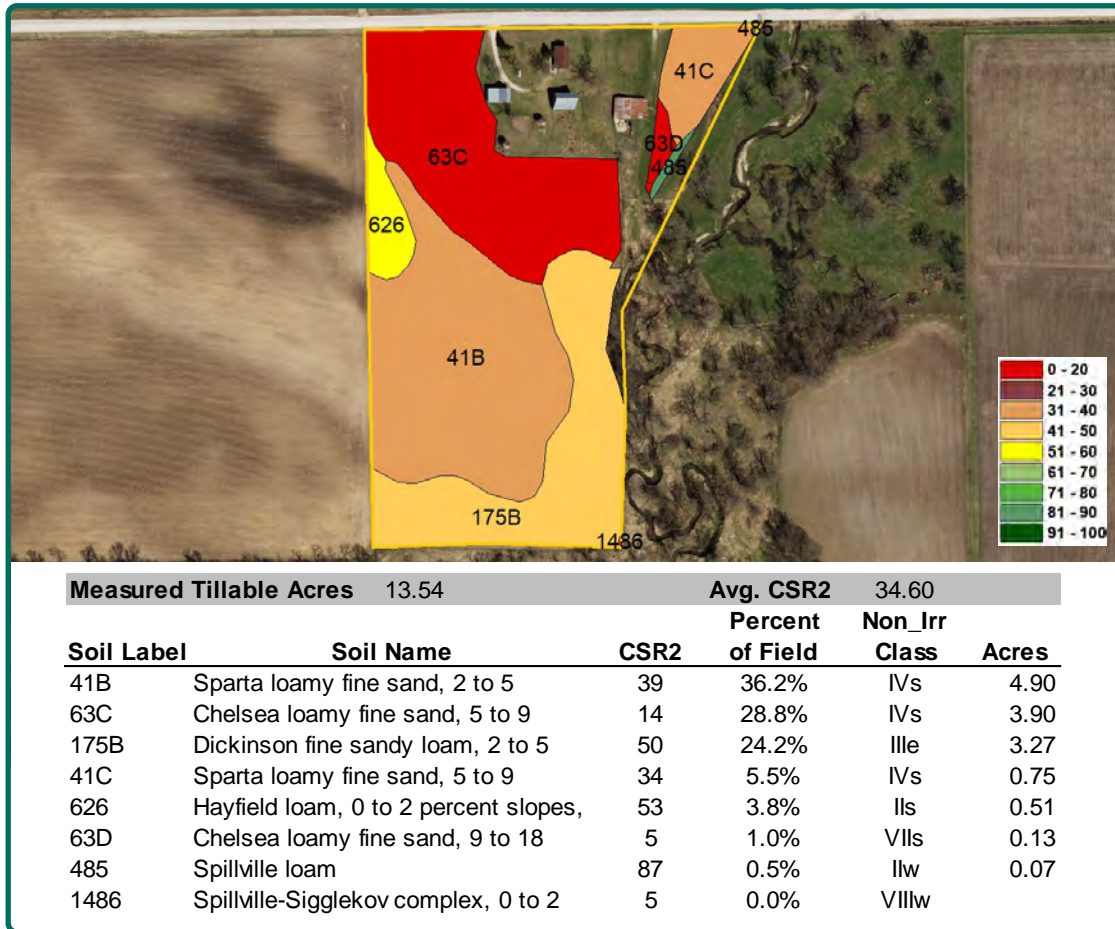 485
41C
63C
63D
485
626
41B
175B
1486
0 - 20
21 - 30
31 - 40
41 - 50
51 - 60
61 - 70
71 - 80
81 - 90
91 - 100
Measured Tillable Acres 13.54 Avg. CSR2 34.60
Soil Label Soil Name CSR2 Percent of Field Non_Irr Class Acres
41B Sparta loamy fine sand, 2 to 5 39 36.2% IVs 4.90
63C Chelsea loamy fine sand, 5 to 9 14 28.8% IVs 3.90
175B Dickinson fine sandy loam, 2 to 5 50 24.2% IIIe 3.27
41C Sparta loamy fine sand, 5 to 9 34 5.5% IVs 0.75
626 Hayfield loam, 0 to 2 percent slopes, 53 3.8% IIs 0.51
63D Chelsea loamy fine sand, 9 to 18 5 1.0% VIIs 0.13
485 Spillville loam 87 0.5% IIw 0.07
1486 Spillville-Sigglekov complex, 0 to 2 5 0.0% VIIIw